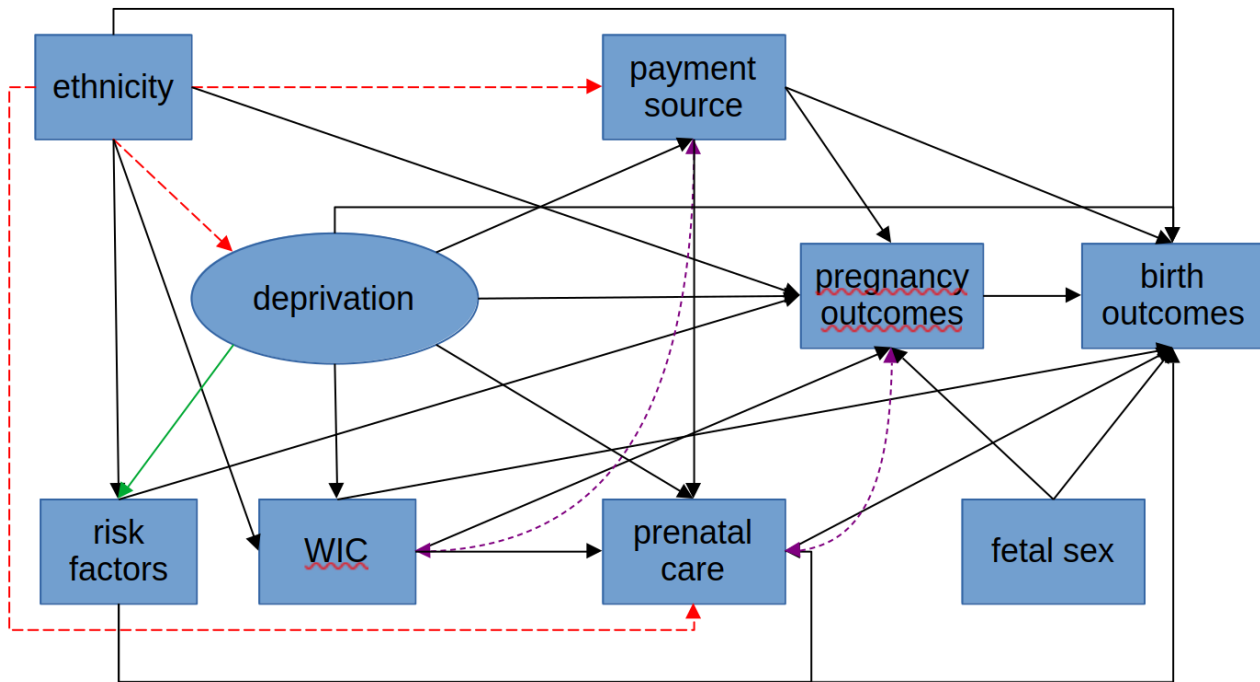 ethnicity
payment
source
deprivation
pregnancy
outcomes
birth
outcomes
risk
factors
WIC
prenatal
care
fetal sex